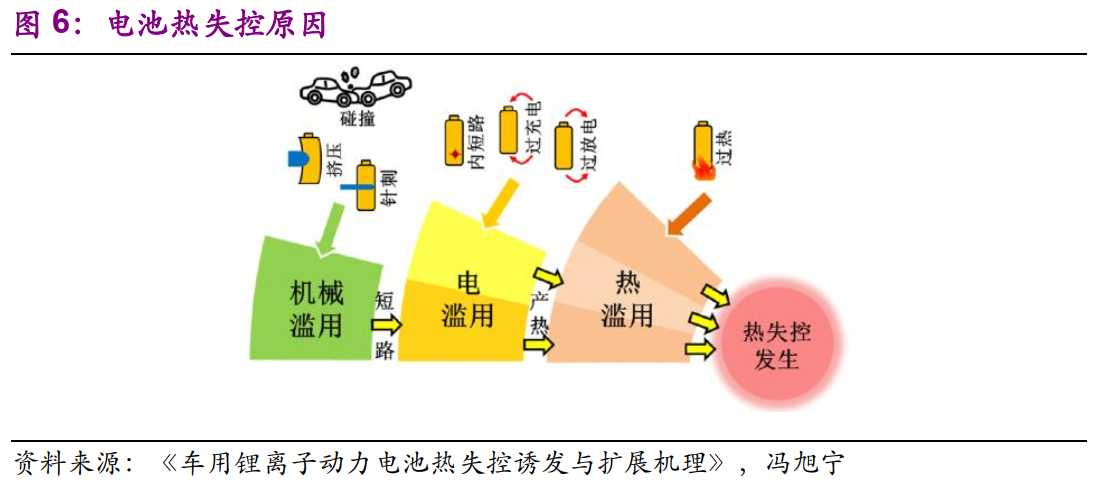 图 6：电池热失控原因
碰撞
挤压
针刺
内短路
过充电
过放电
过热
机械
滥用
短
路
电
滥用
产
热
热
滥用
热失控
发生
资料来源：《车用锂离子动力电池热失控诱发与扩展机理》，冯旭宁